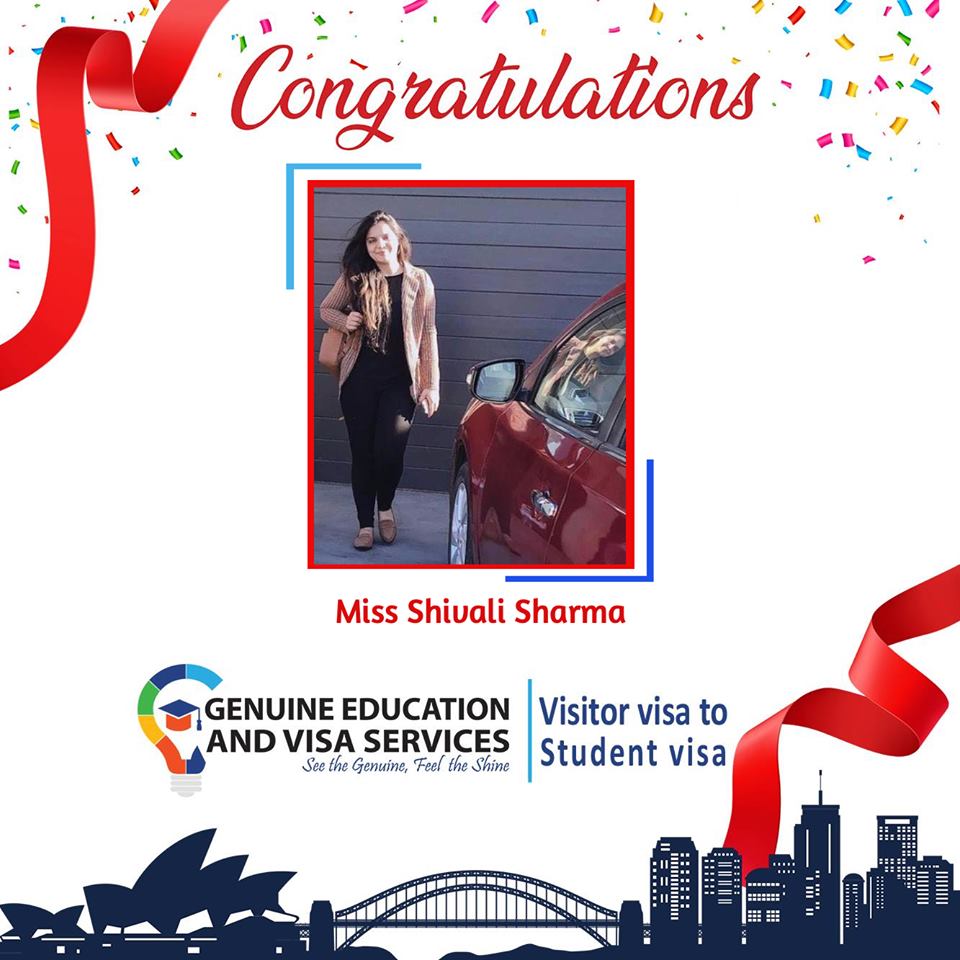 Congratulations
Miss Shivali Sharma
GENUINE EDUCATION
AND VISA SERVICES
See the Genuine, Feel the Shine
Visitor visa to
Student visa